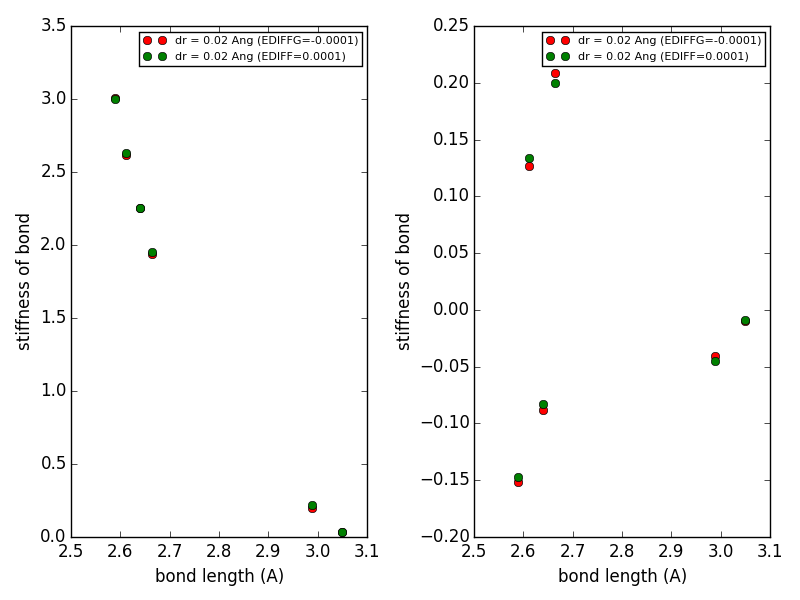 3.5
3.0
2.5
2.0
1.5
1.0
0.5
0.0
stiffness of bond
dr = 0.02 Ang (EDIFFG=-0.0001)
dr = 0.02 Ang (EDIFF=0.0001)
2.5 2.6 2.7 2.8 2.9 3.0 3.1
bond length (A)
0.25
0.20
0.15
0.10
0.05
0.00
−0.05
−0.10
−0.15
−0.20
stiffness of bond
dr = 0.02 Ang (EDIFFG=-0.0001)
dr = 0.02 Ang (EDIFF=0.0001)
2.5 2.6 2.7 2.8 2.9 3.0 3.1
bond length (A)